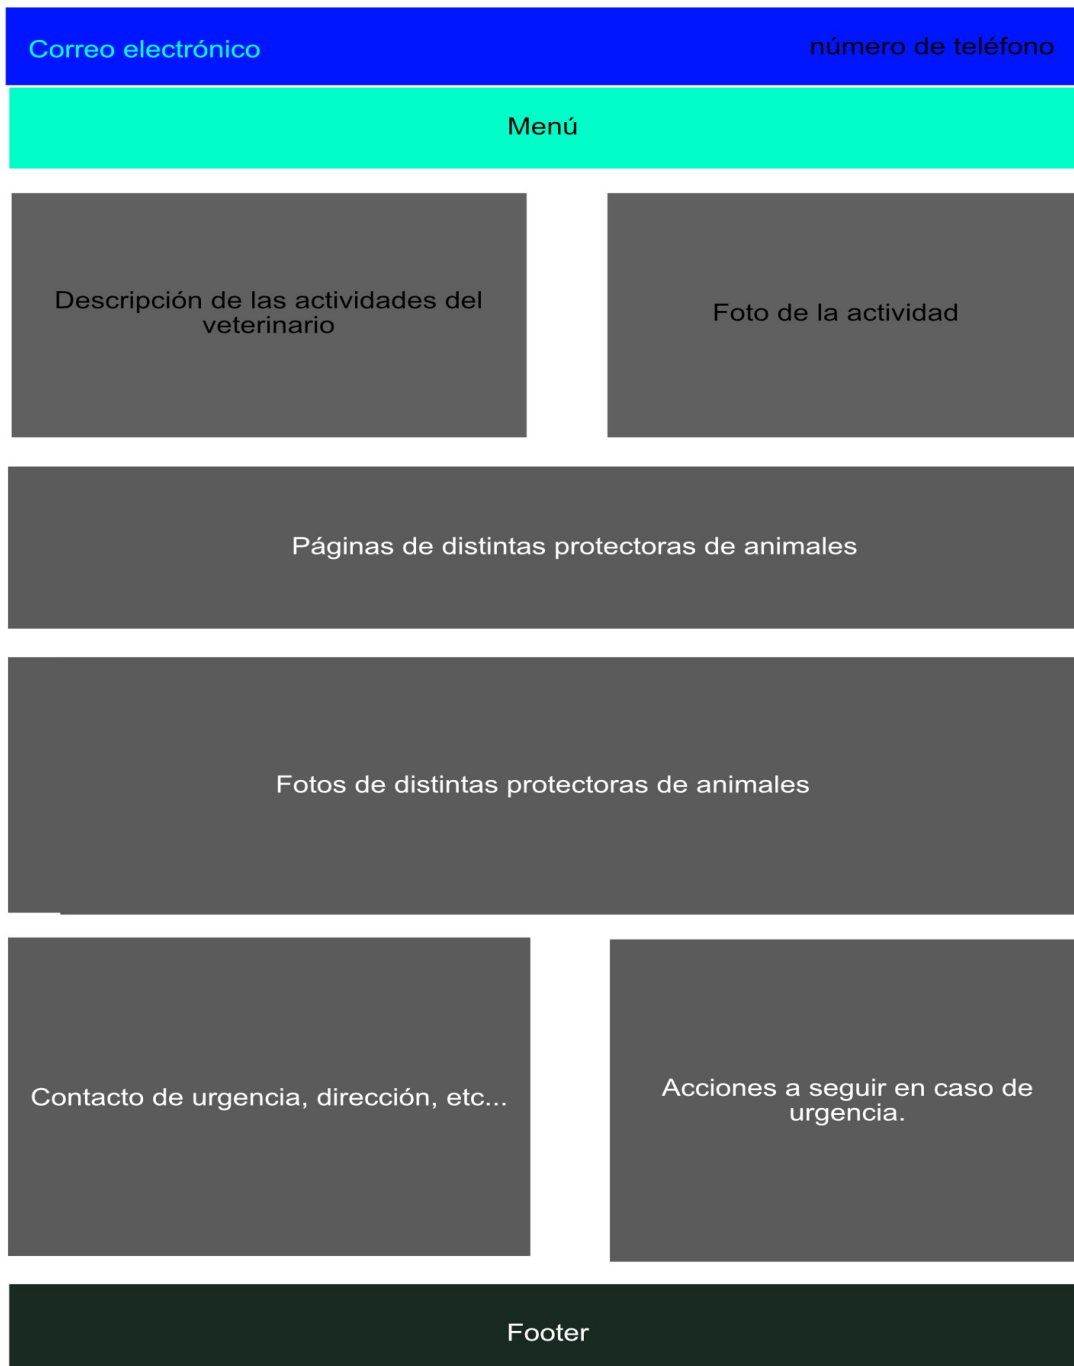 Correo electrónico
número de teléfono
Menú
Descripción de las actividades del
veterinario
Foto de la actividad
Páginas de distintas protectoras de animales
Fotos de distintas protectoras de animales
Contacto de urgencia, dirección, etc...
Acciones a seguir en caso de
urgencia.
Footer